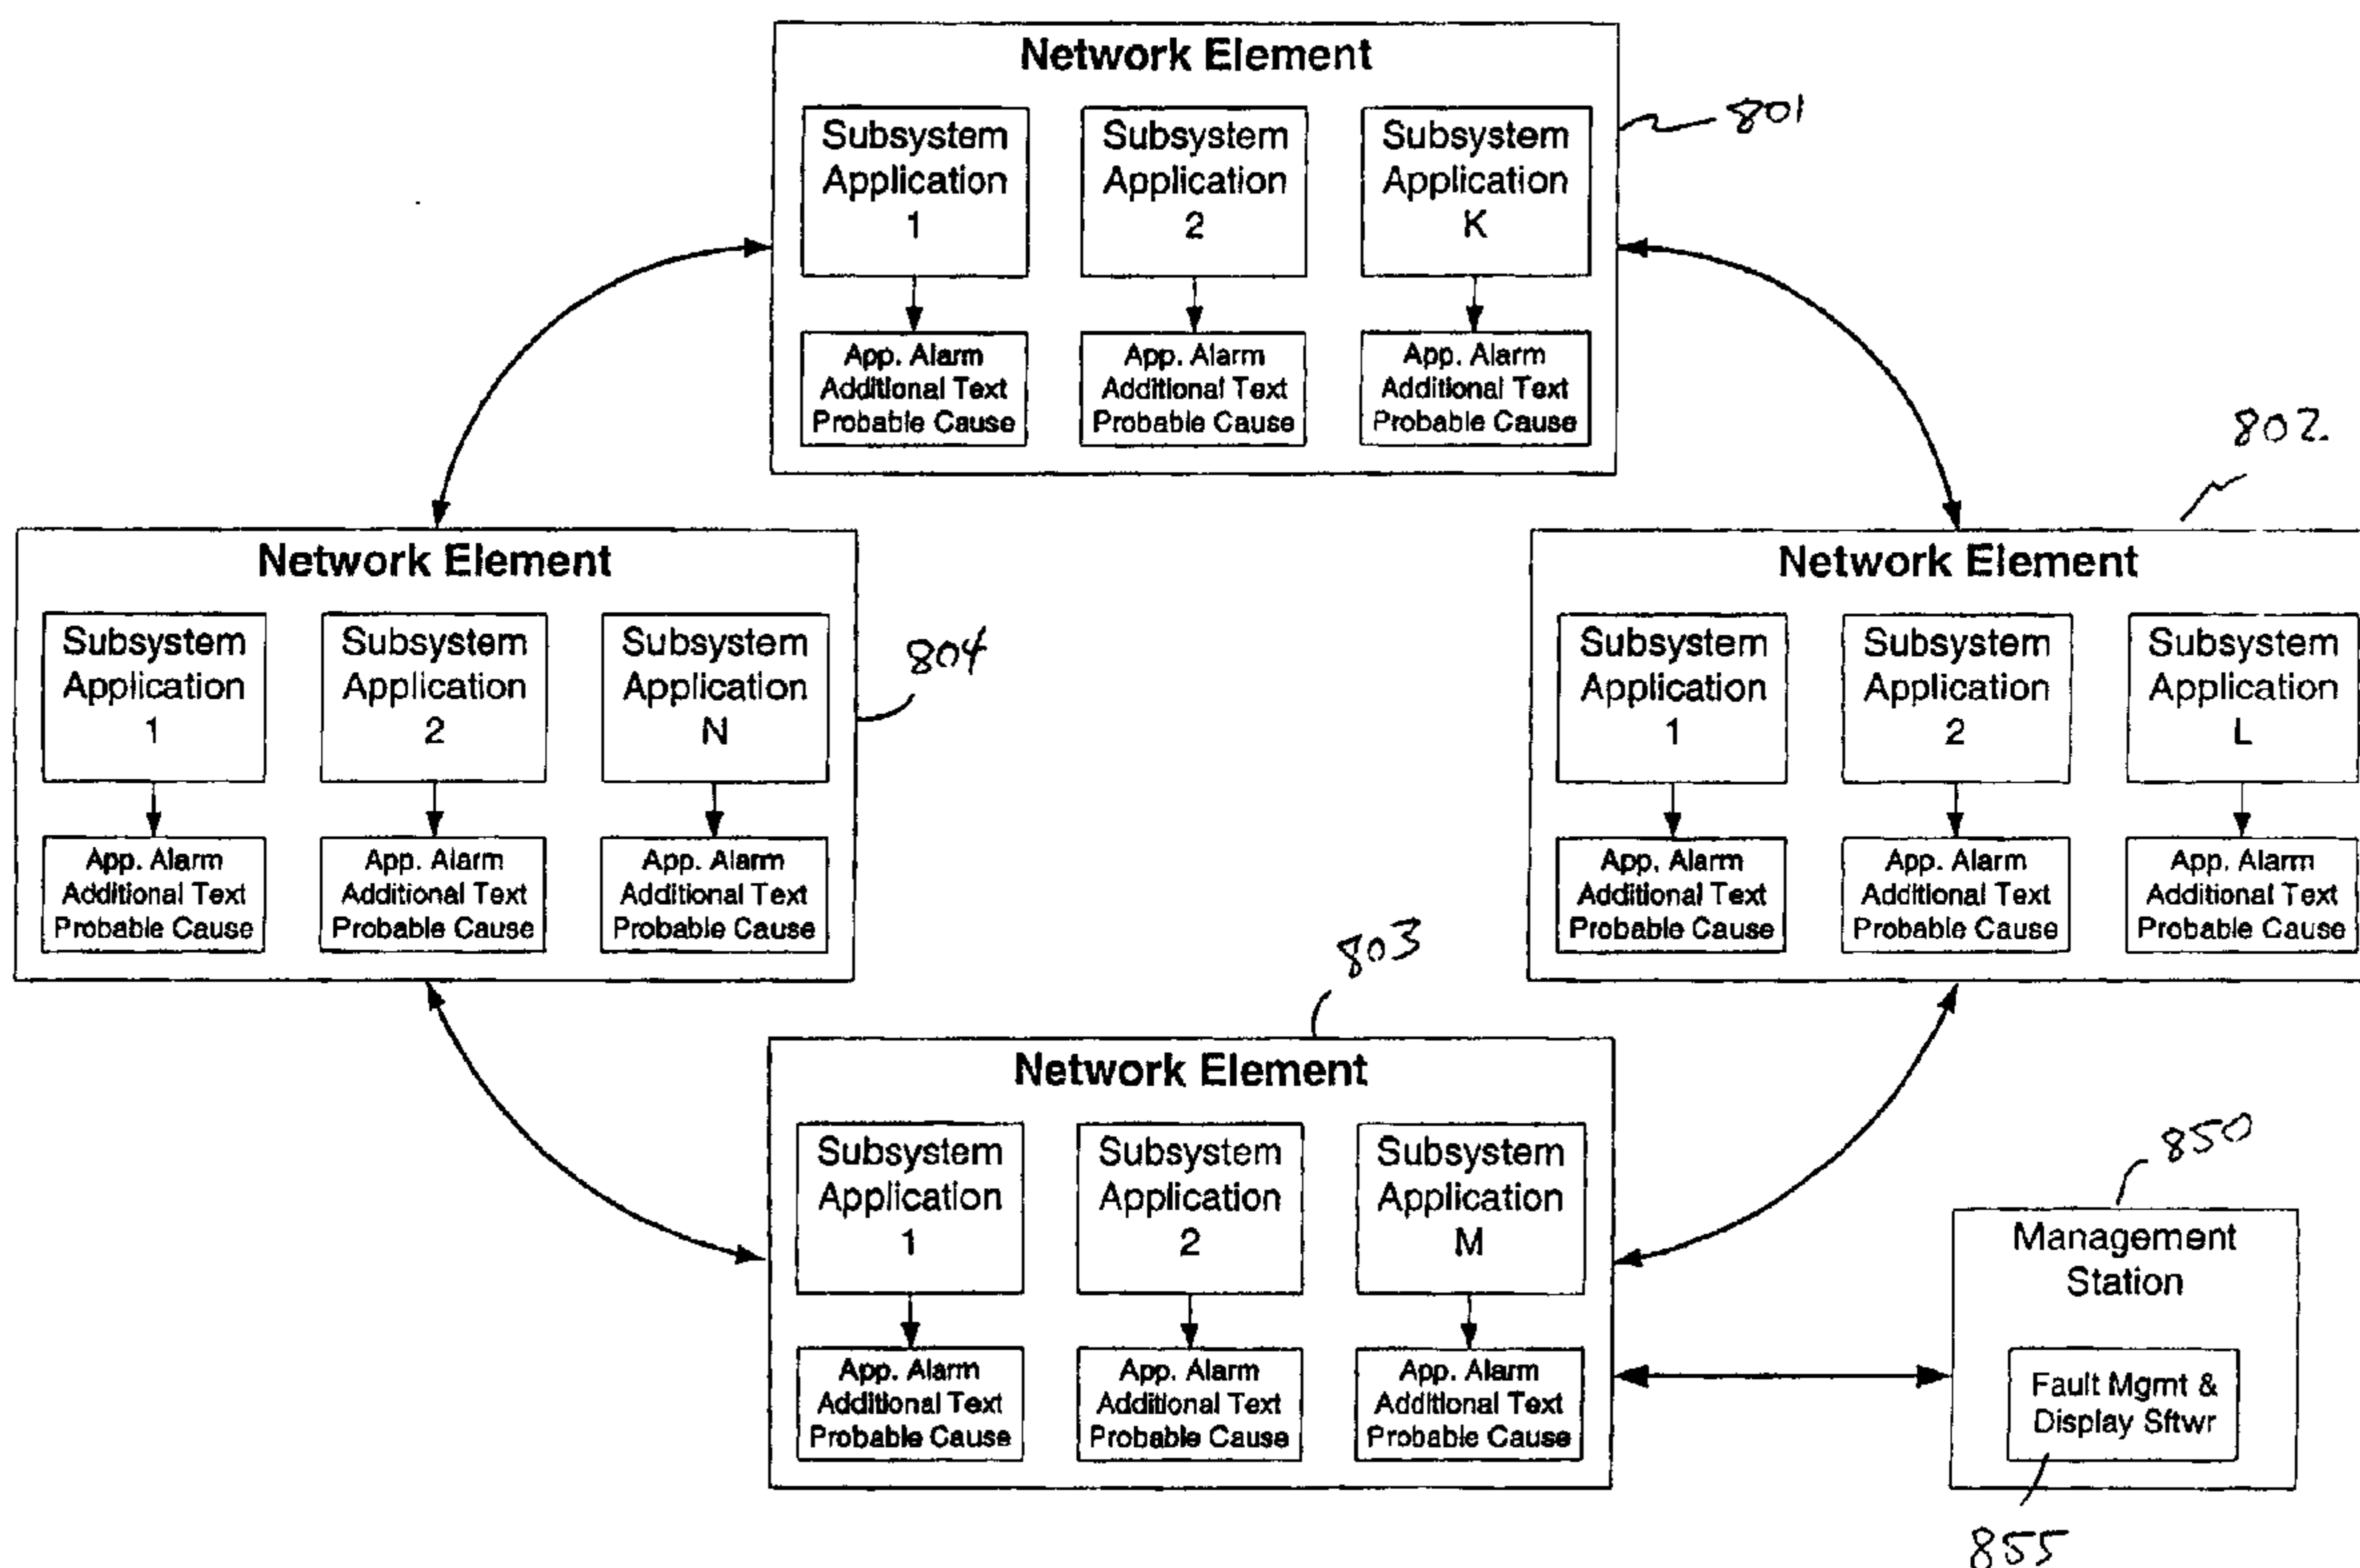 Network Element
Subsystem
Application
1
Subsystem
Application
2
Subsystem
Application
K
801
App. Alarm
Additional Text
Probable Cause
App. Alarm
Additional Text
Probable Cause
App. Alarm
Additional Text
Probable Cause
802
Network Element
Subsystem
Application
1
Subsystem
Application
2
Subsystem
Application
N
804
App. Alarm
Additional Text
Probable Cause
App. Alarm
Additional Text
Probable Cause
App. Alarm
Additional Text
Probable Cause
Network Element
Subsystem
Application
1
Subsystem
Application
2
Subsystem
Application
L
App. Alarm
Additional Text
Probable Cause
App. Alarm
Additional Text
Probable Cause
App. Alarm
Additional Text
Probable Cause
803
Network Element
Subsystem
Application
1
Subsystem
Application
2
Subsystem
Application
M
App. Alarm
Additional Text
Probable Cause
App. Alarm
Additional Text
Probable Cause
App. Alarm
Additional Text
Probable Cause
850
Management
Station
Fault Mgmt &
Display Sftwr
855